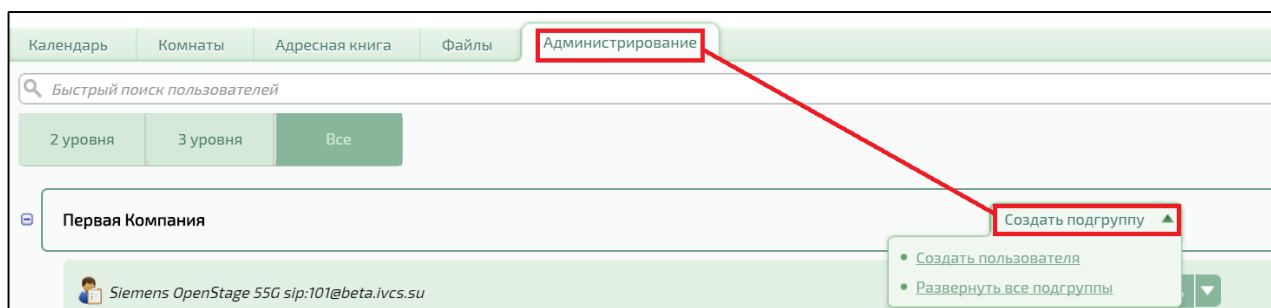 Календарь Комнаты Адресная книга Файлы Администрирование
Быстрый поиск пользователей
2 уровня 3 уровня Все
Первая Компания Создать подгруппу
Создать пользователя
Siemens OpenStage 55G sip:101@beta.ivcs.su
Развернуть все подгруппы